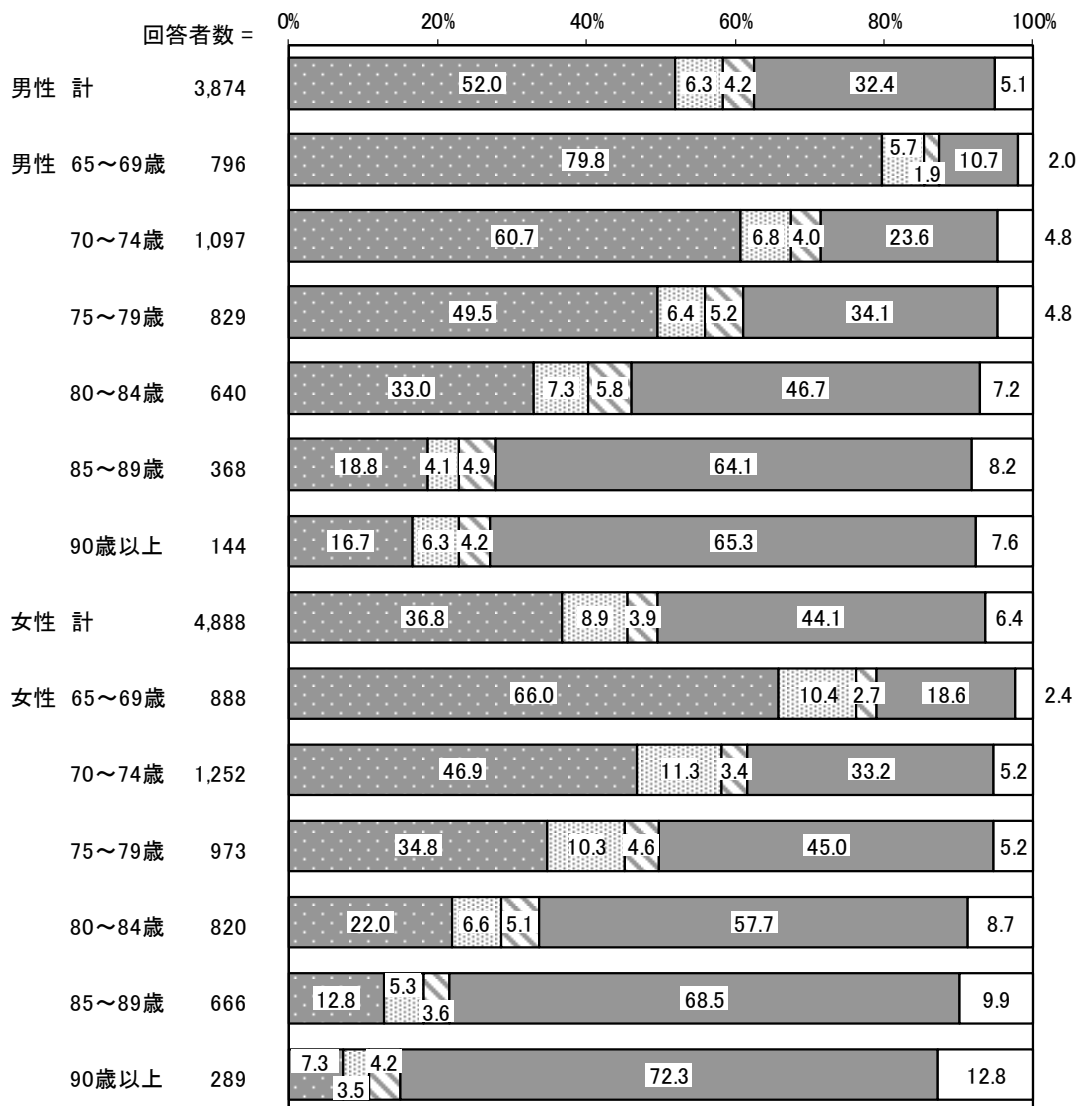 回答者数 = 0% 20% 40% 60% 80% 100%
男性 計 3,874 52.0 6.3 4.2 32.4 5.1
男性 65～69歳 796 79.8 5.7 1.9 10.7 2.0
70～74歳 1,097 60.7 6.8 4.0 23.6 4.8
75～79歳 829 49.5 6.4 5.2 34.1 4.8
80～84歳 640 33.0 7.3 5.8 46.7 7.2
85～89歳 368 18.8 4.1 4.9 64.1 8.2
90歳以上 144 16.7 6.3 4.2 65.3 7.6
女性 計 4,888 36.8 8.9 3.9 44.1 6.4
女性 65～69歳 888 66.0 10.4 2.7 18.6 2.4
70～74歳 1,252 46.9 11.3 3.4 33.2 5.2
75～79歳 973 34.8 10.3 4.6 45.0 5.2
80～84歳 820 22.0 6.6 5.1 57.7 8.7
85～89歳 666 12.8 5.3 3.6 68.5 9.9
90歳以上 289 7.3 3.5 4.2 72.3 12.8